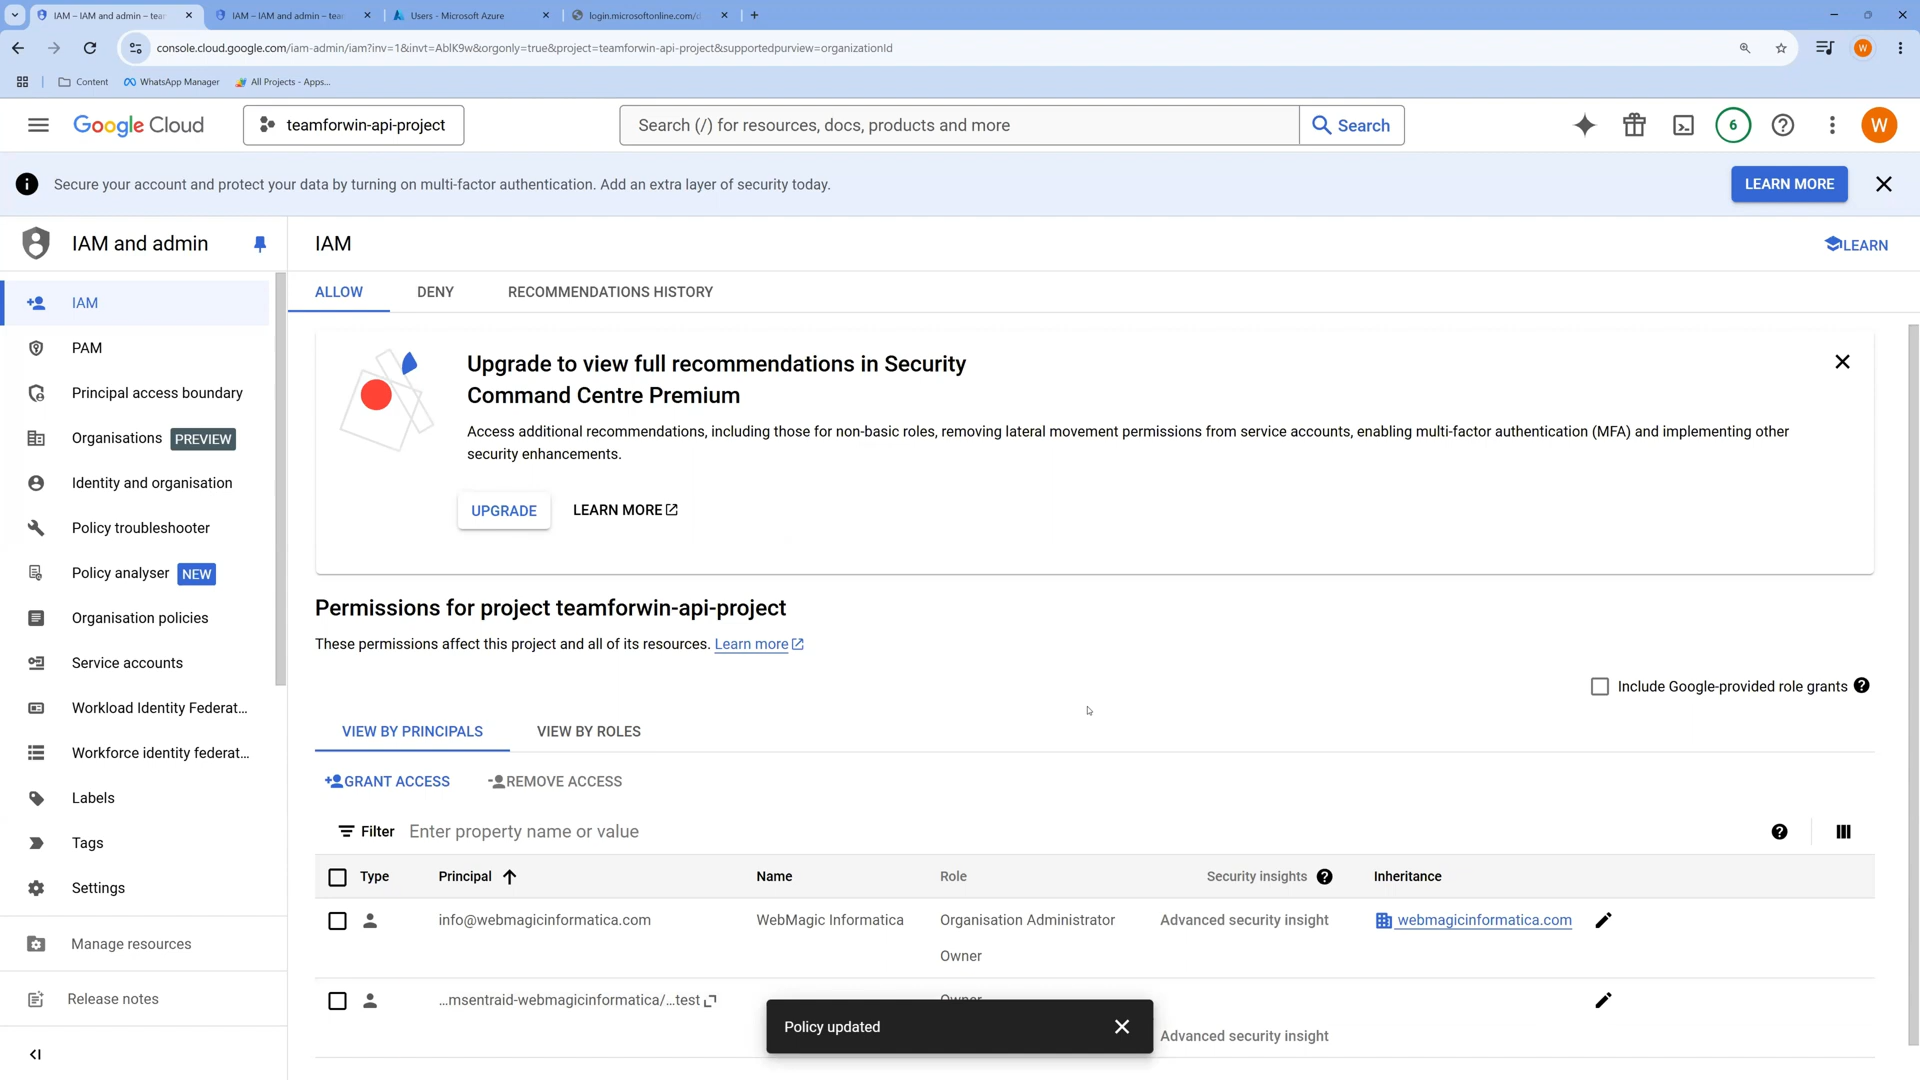 IAM – IAM and admin – tear
IAM – IAM and admin – tear
Users - Microsoft Azure
login.microsoftonline.com/d
console.cloud.google.com/iam-admin/iam?inv=1&invt=AblK9w&orgonly=true&project=teamforwin-api-project&supportedpurview=organizationId
W
Content
WhatsApp Manager
All Projects - Apps...
Google Cloud
teamforwin-api-project
Search (/) for resources, docs, products and more
Search
6
W
Secure your account and protect your data by turning on multi-factor authentication. Add an extra layer of security today.
LEARN MORE
IAM and admin
IAM
PAM
Principal access boundary
Organisations PREVIEW
Identity and organisation
Policy troubleshooter
Policy analyser NEW
Organisation policies
Service accounts
Workload Identity Federat...
Workforce identity federat...
Labels
Tags
Settings
Manage resources
Release notes
IAM
LEARN
ALLOW
DENY
RECOMMENDATIONS HISTORY
Upgrade to view full recommendations in Security
Command Centre Premium
Access additional recommendations, including those for non-basic roles, removing lateral movement permissions from service accounts, enabling multi-factor authentication (MFA) and implementing other
security enhancements.
UPGRADE
LEARN MORE
Permissions for project teamforwin-api-project
These permissions affect this project and all of its resources. Learn more
Include Google-provided role grants
VIEW BY PRINCIPALS
VIEW BY ROLES
GRANT ACCESS
REMOVE ACCESS
Filter
Enter property name or value
Type
Principal
Name
Role
Security insights
Inheritance
info@webmagicinformatica.com
WebMagic Informatica
Organisation Administrator
Advanced security insight
webmagicinformatica.com
Owner
...msentraid-webmagicinformatica/...test
Owner
Advanced security insight
Policy updated